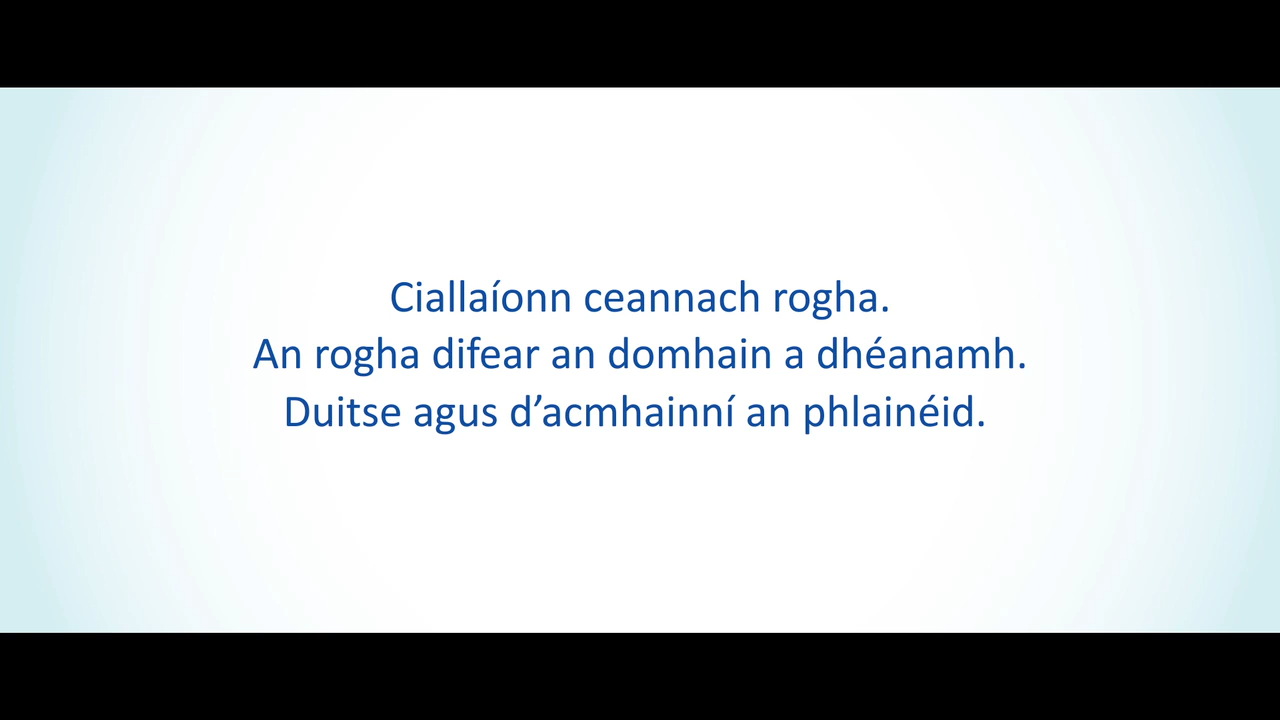 Ciallaíonn ceannach rogha.
An rogha difear an domhain a dhéanamh.
Duitse agus d’acmhainní an phlainéid.